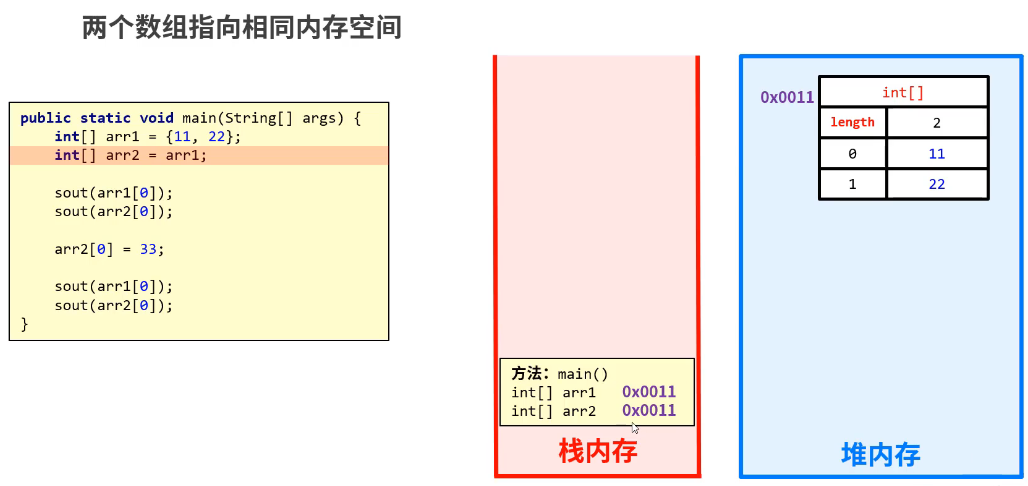 两个数组指向相同内存空间
public static void main(String[] args) {
    int[] arr1 = {11, 22};
    int[] arr2 = arr1;
    sout(arr1[0]);
    sout(arr2[0]);
    arr2[0] = 33;
    sout(arr1[0]);
    sout(arr2[0]);
}
方法：main()
int[] arr1 0x0011
int[] arr2 0x0011
栈内存
0x0011
int[]
length 2
0 11
1 22
堆内存